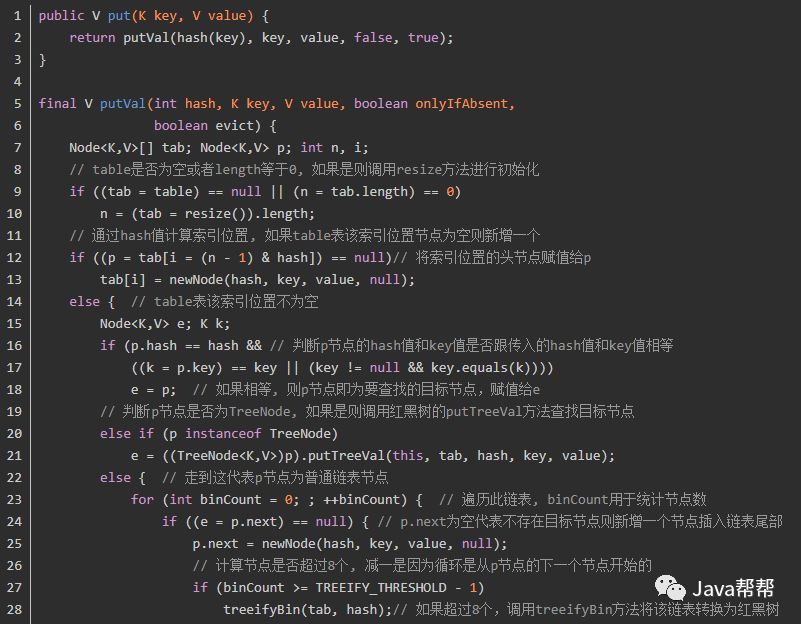 1 public V put(K key, V value) {
2     return putVal(hash(key), key, value, false, true);
3 }
4
5 final V putVal(int hash, K key, V value, boolean onlyIfAbsent,
6                boolean evict) {
7     Node<K,V>[] tab; Node<K,V> p; int n, i;
8     // table是否为空或者length等于0, 如果是则调用resize方法进行初始化
9     if ((tab = table) == null || (n = tab.length) == 0)
10         n = (tab = resize()).length;
11     // 通过hash值计算索引位置, 如果table表该索引位置节点为空则新增一个
12     if ((p = tab[i = (n - 1) & hash]) == null)// 将索引位置的头节点赋值给p
13         tab[i] = newNode(hash, key, value, null);
14     else {  // table表该索引位置不为空
15         Node<K,V> e; K k;
16         if (p.hash == hash && // 判断p节点的hash值和key值是否跟传入的hash值和key值相等
17             ((k = p.key) == key || (key != null && key.equals(k))))
18             e = p;  // 如果相等, 则p节点即为要查找的目标节点，赋值给e
19         // 判断p节点是否为TreeNode, 如果是则调用红黑树的putTreeVal方法查找目标节点
20         else if (p instanceof TreeNode)
21             e = ((TreeNode<K,V>)p).putTreeVal(this, tab, hash, key, value);
22         else {  // 走到这代表p节点为普通链表节点
23             for (int binCount = 0; ; ++binCount) {  // 遍历此链表, binCount用于统计节点数
24                 if ((e = p.next) == null) { // p.next为空代表不存在目标节点则新增一个节点插入链表尾部
25                     p.next = newNode(hash, key, value, null);
26                     // 计算节点是否超过8个, 减一是因为循环是从p节点的下一个节点开始的
27                     if (binCount >= TREEIFY_THRESHOLD - 1)
28                         treeifyBin(tab, hash);// 如果超过8个，调用treeifyBin方法将该链表转换为红黑树
Java帮帮